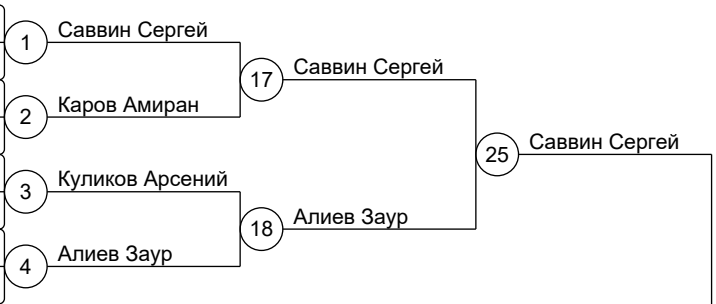 1 Саввин Сергей
17 Саввин Сергей
2 Каров Амиран
25 Саввин Сергей
3 Куликов Арсений
18 Алиев Заур
4 Алиев Заур